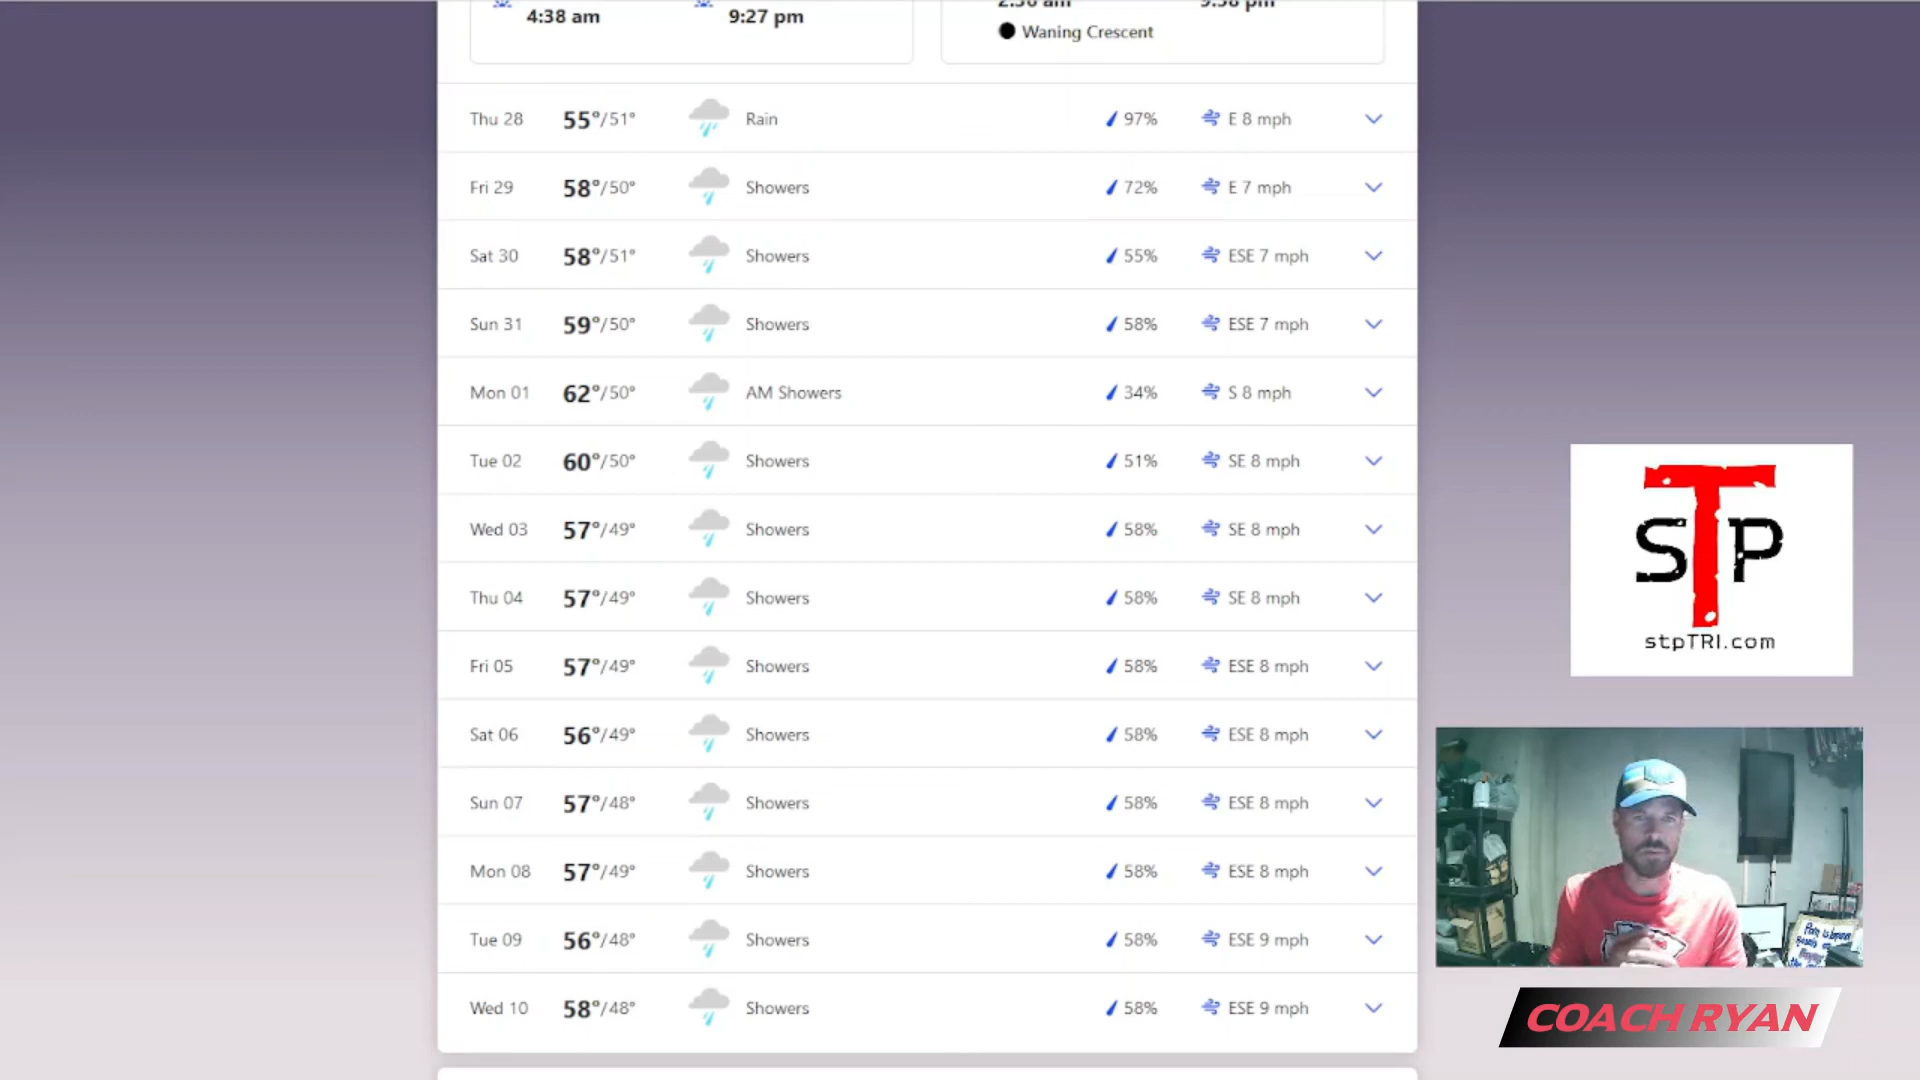 4:38 am 9:27 pm
Waning Crescent
Thu 28 55°/51° Rain 97% E 8 mph
Fri 29 58°/50° Showers 72% E 7 mph
Sat 30 58°/51° Showers 55% ESE 7 mph
Sun 31 59°/50° Showers 58% ESE 7 mph
Mon 01 62°/50° AM Showers 34% S 8 mph
Tue 02 60°/50° Showers 51% SE 8 mph
Wed 03 57°/49° Showers 58% SE 8 mph
Thu 04 57°/49° Showers 58% SE 8 mph
Fri 05 57°/49° Showers 58% ESE 8 mph
Sat 06 56°/49° Showers 58% ESE 8 mph
Sun 07 57°/48° Showers 58% ESE 8 mph
Mon 08 57°/49° Showers 58% ESE 8 mph
Tue 09 56°/48° Showers 58% ESE 9 mph
Wed 10 58°/48° Showers 58% ESE 9 mph
sTP
stpTRI.com
COACH RYAN